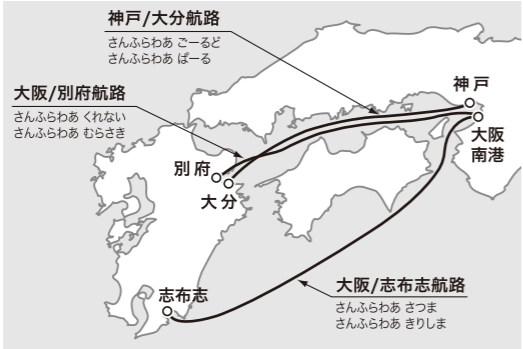 神戸/大分航路
さんふらわあ ごーるど
さんふらわあ ぱーる
大阪/別府航路
さんふらわあ くれない
さんふらわあ むらさき
神戸
大阪
南港
別府
大分
志布志
大阪/志布志航路
さんふらわあ さつま
さんふらわあ きりしま